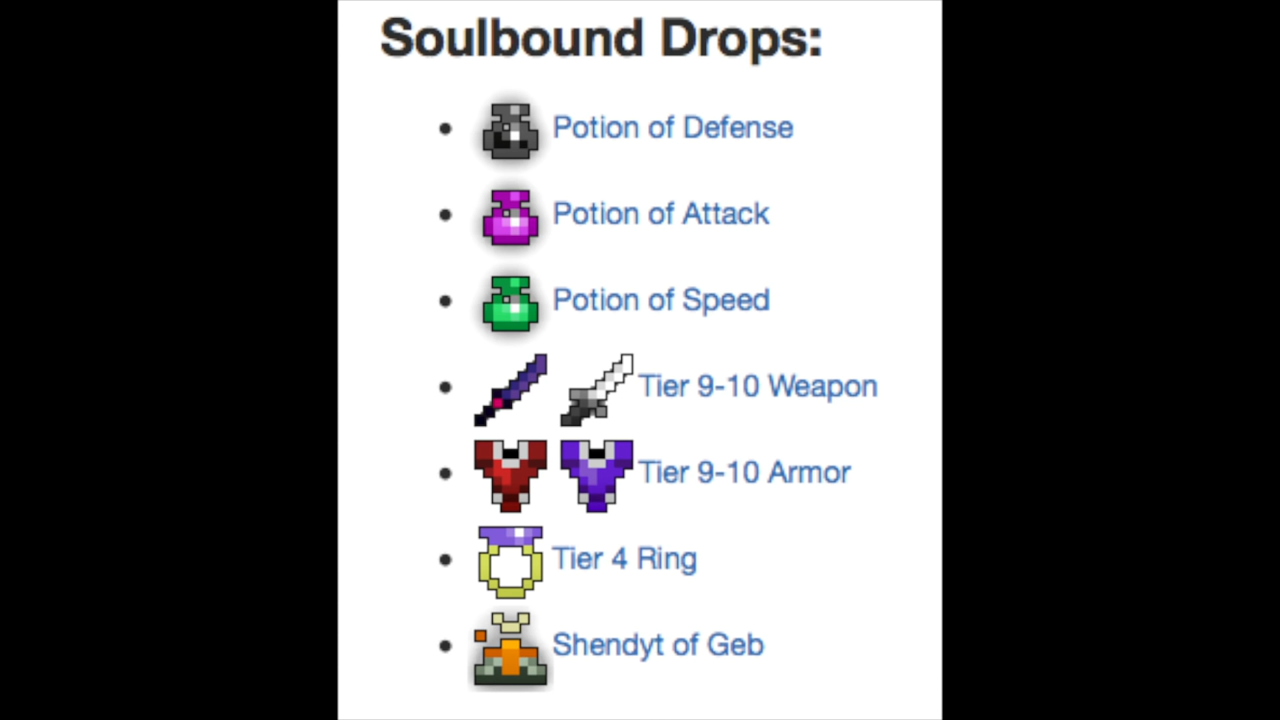 Soulbound Drops:
Potion of Defense
Potion of Attack
Potion of Speed
Tier 9-10 Weapon
Tier 9-10 Armor
Tier 4 Ring
Shendyt of Geb